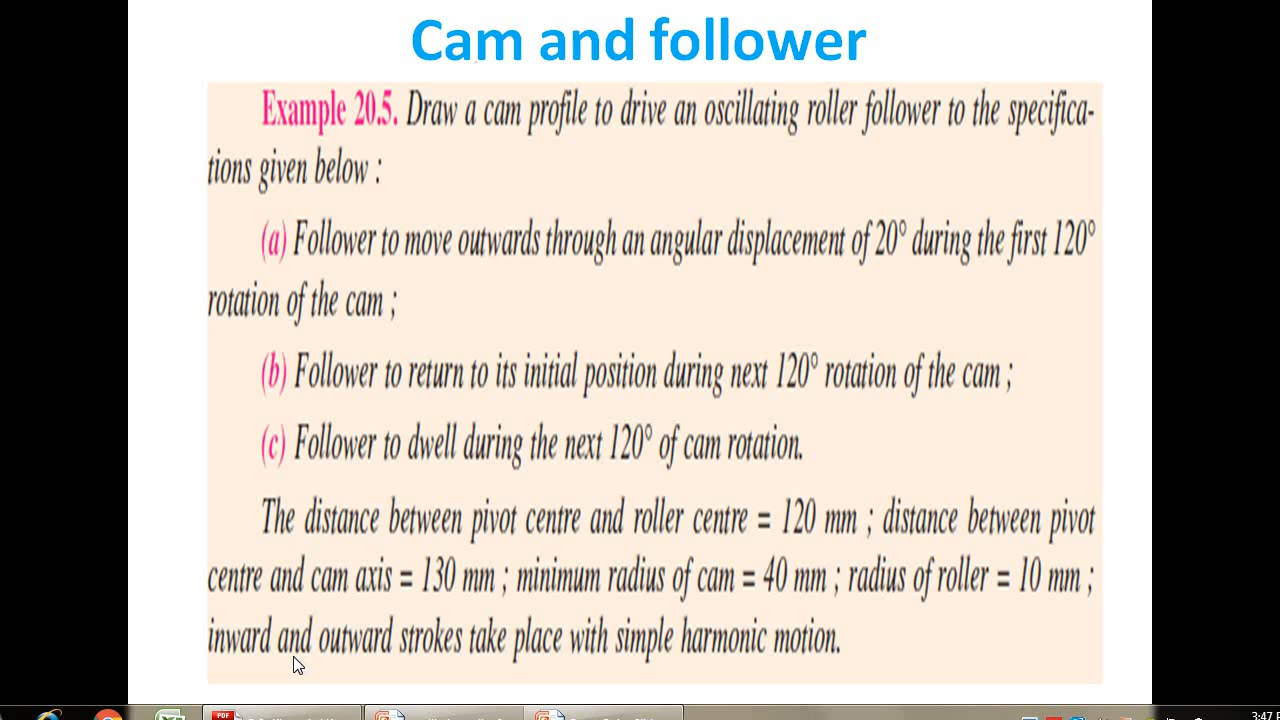 Cam and follower
Example 20.5. Draw a cam profile to drive an oscillating roller follower to the specifica-
tions given below :
(a) Follower to move outwards through an angular displacement of 20° during the first 120°
rotation of the cam ;
(b) Follower to return to its initial position during next 120° rotation of the cam ;
(c) Follower to dwell during the next 120° of cam rotation.
The distance between pivot centre and roller centre = 120 mm ; distance between pivot
centre and cam axis = 130 mm ; minimum radius of cam = 40 mm ; radius of roller = 10 mm ;
inward and outward strokes take place with simple harmonic motion.
PDF
3:47